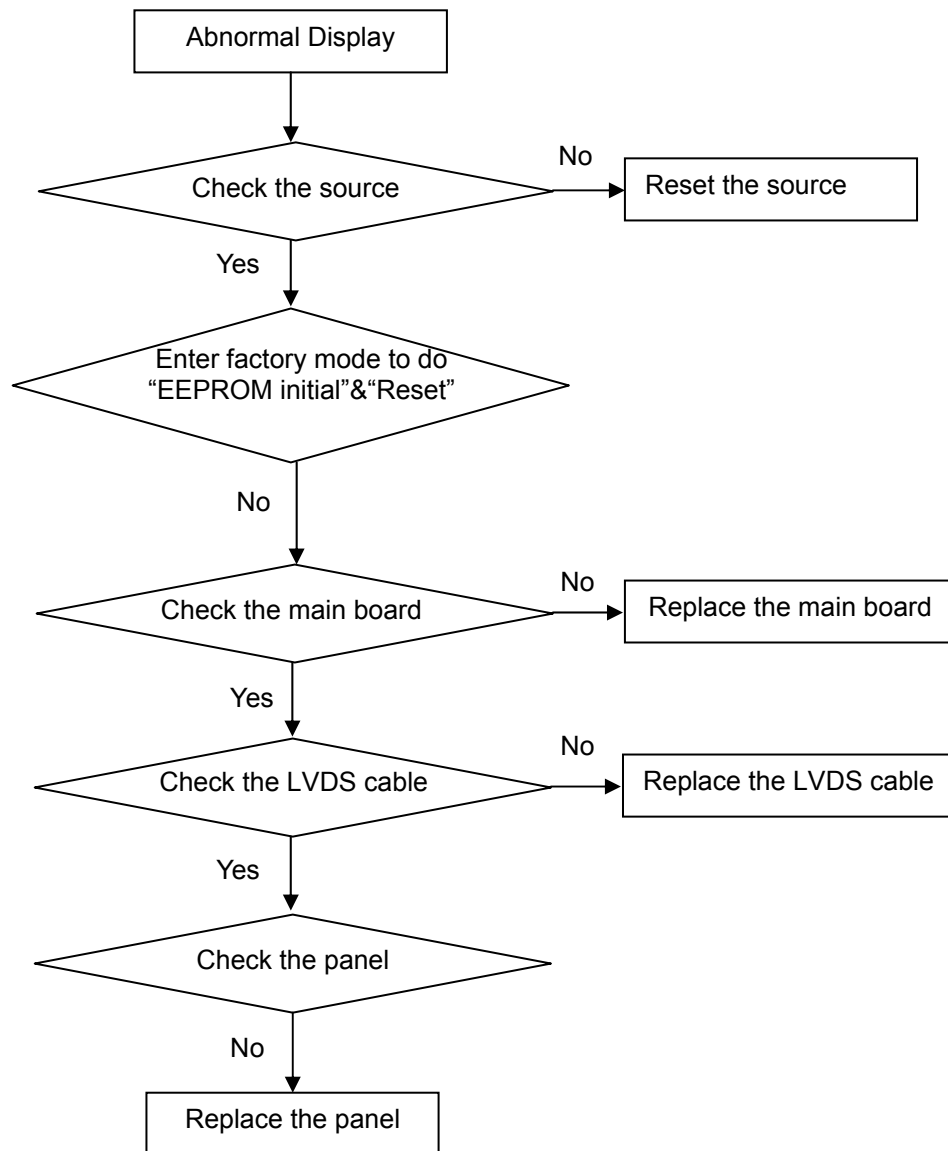 Abnormal Display
No
Check the source
Reset the source
Yes
Enter factory mode to do
“EEPROM initial”&“Reset”
No
No
Check the main board
Replace the main board
Yes
No
Check the LVDS cable
Replace the LVDS cable
Yes
Check the panel
No
Replace the panel